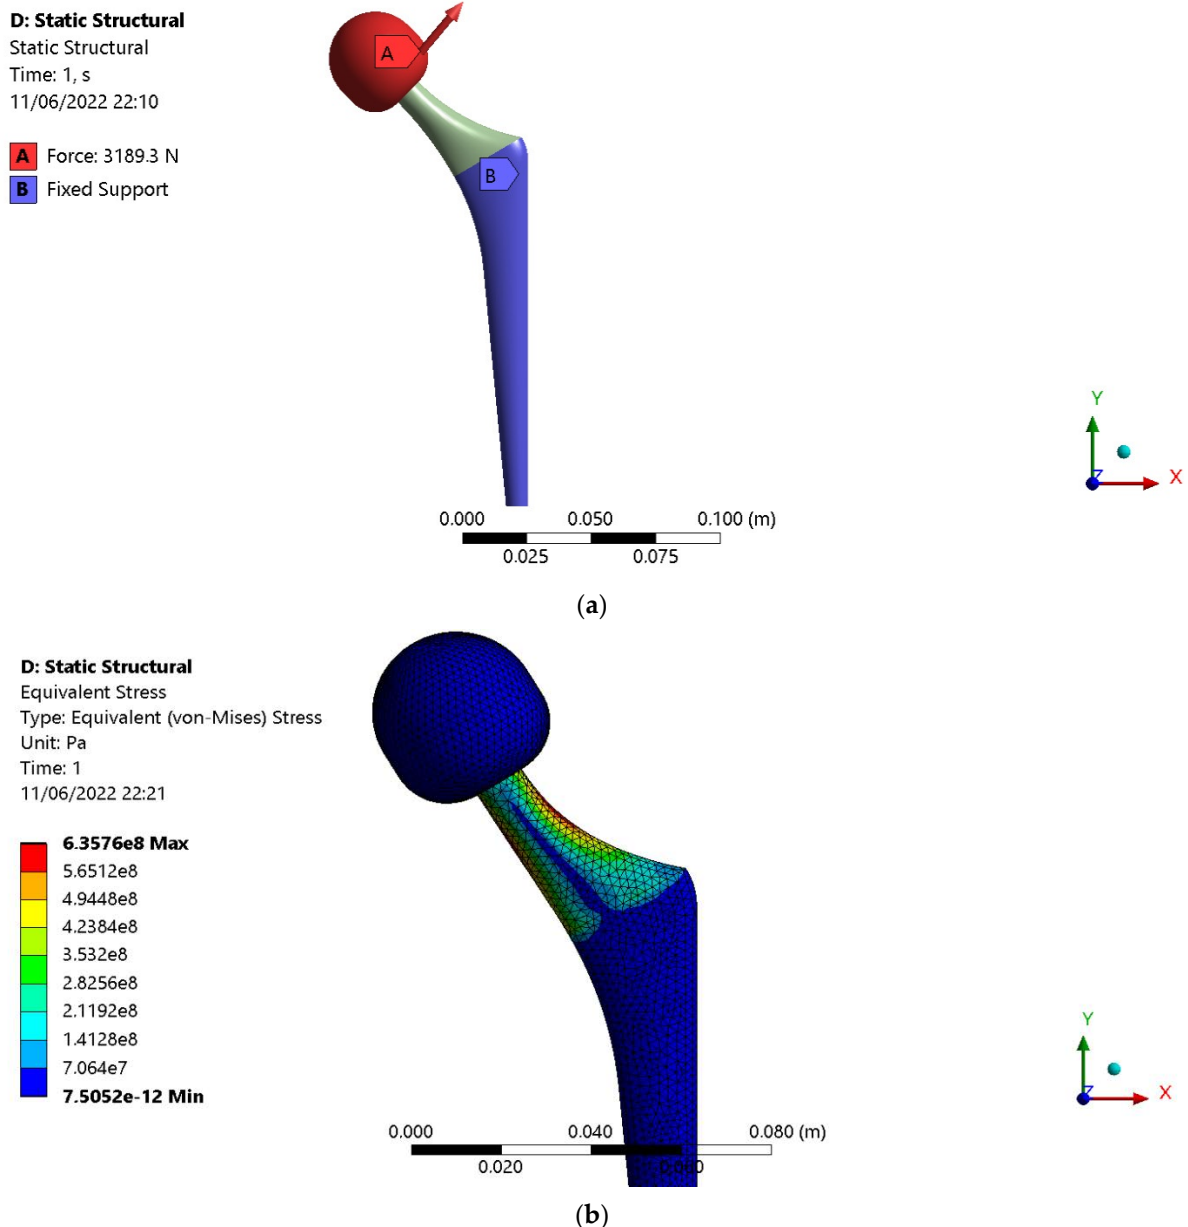 D: Static Structural
Static Structural
Time: 1, s
11/06/2022 22:10
A Force: 3189.3 N
B Fixed Support
A
B
Y
Z
X
0.000 0.050 0.100 (m)
0.025 0.075
(a)
D: Static Structural
Equivalent Stress
Type: Equivalent (von-Mises) Stress
Unit: Pa
Time: 1
11/06/2022 22:21
6.3576e8 Max
5.6512e8
4.9448e8
4.2384e8
3.532e8
2.8256e8
2.1192e8
1.4128e8
7.064e7
7.5052e-12 Min
Y
Z
X
0.000 0.040 0.080 (m)
0.020 0.060
(b)